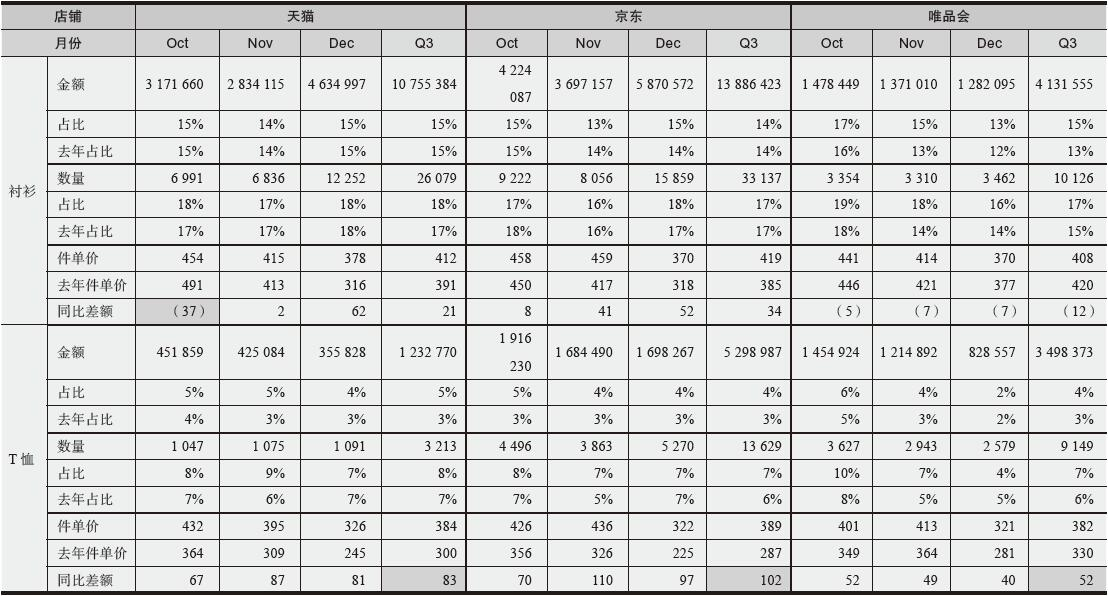 店铺 天猫 京东 唯品会
月份 Oct Nov Dec Q3 Oct Nov Dec Q3 Oct Nov Dec Q3
衬衫
金额 3 171 660 2 834 115 4 634 997 10 755 384 4 224 087 3 697 157 5 870 572 13 886 423 1 478 449 1 371 010 1 282 095 4 131 555
占比 15% 14% 15% 15% 15% 13% 15% 14% 17% 15% 13% 15%
去年占比 15% 14% 15% 15% 15% 14% 14% 14% 16% 13% 12% 13%
数量 6 991 6 836 12 252 26 079 9 222 8 056 15 859 33 137 3 354 3 310 3 462 10 126
占比 18% 17% 18% 18% 17% 16% 18% 17% 19% 18% 16% 17%
去年占比 17% 17% 18% 17% 18% 16% 17% 17% 18% 14% 14% 15%
件单价 454 415 378 412 458 459 370 419 441 414 370 408
去年件单价 491 413 316 391 450 417 318 385 446 421 377 420
同比差额 (37) 2 62 21 8 41 52 34 (5) (7) (7) (12)
T恤
金额 451 859 425 084 355 828 1 232 770 1 916 230 1 684 490 1 698 267 5 298 987 1 454 924 1 214 892 828 557 3 498 373
占比 5% 5% 4% 5% 5% 4% 4% 4% 6% 4% 2% 4%
去年占比 4% 3% 3% 3% 3% 3% 3% 3% 5% 3% 2% 3%
数量 1 047 1 075 1 091 3 213 4 496 3 863 5 270 13 629 3 627 2 943 2 579 9 149
占比 8% 9% 7% 8% 8% 7% 7% 7% 10% 7% 4% 7%
去年占比 7% 6% 7% 7% 7% 5% 7% 6% 8% 5% 5% 6%
件单价 432 395 326 384 426 436 322 389 401 413 321 382
去年件单价 364 309 245 300 356 326 225 287 349 364 281 330
同比差额 67 87 81 83 70 110 97 102 52 49 40 52